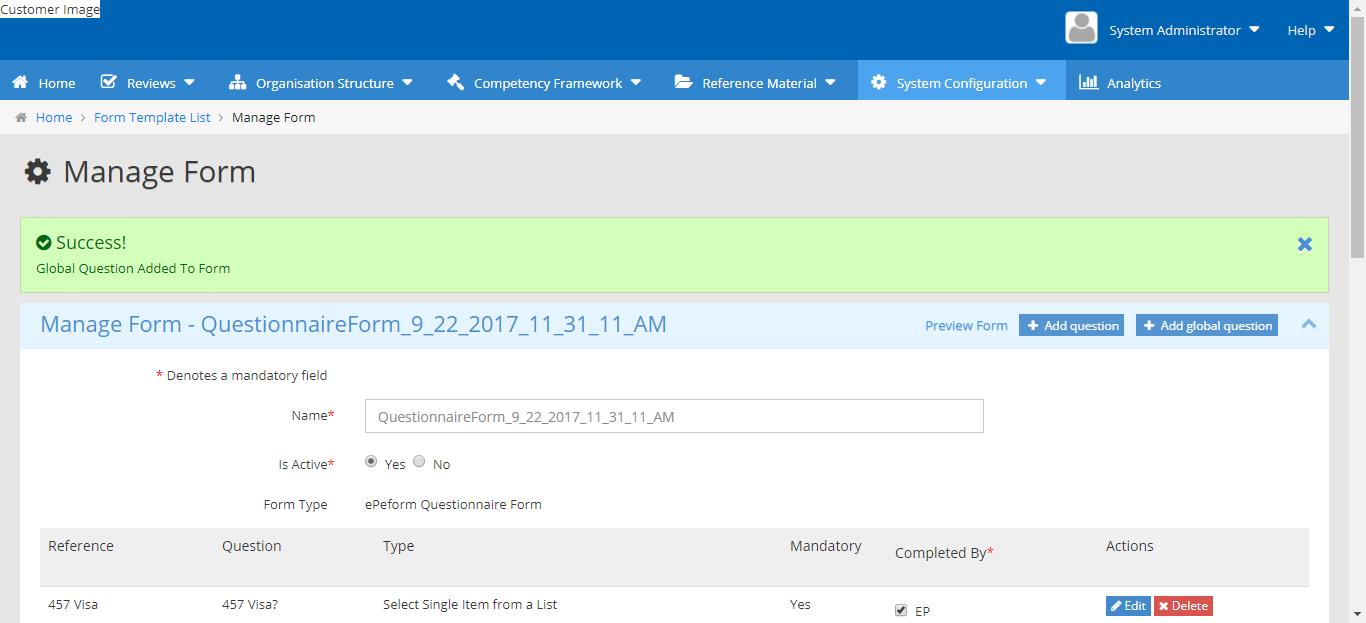 Customer Image
System Administrator Help
Home Reviews Organisation Structure Competency Framework Reference Material System Configuration Analytics
Home > Form Template List > Manage Form
Manage Form
Success!
Global Question Added To Form
Manage Form - QuestionnaireForm_9_22_2017_11_31_11_AM Preview Form + Add question + Add global question
* Denotes a mandatory field
Name* QuestionnaireForm_9_22_2017_11_31_11_AM
Is Active* Yes No
Form Type ePeform Questionnaire Form
Reference Question Type Mandatory Completed By* Actions
457 Visa 457 Visa? Select Single Item from a List Yes EP Edit Delete